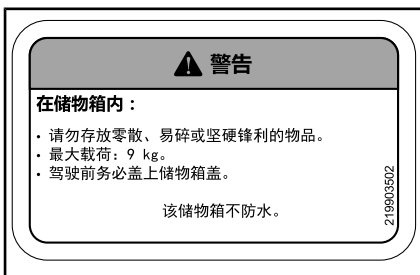 警告
在储物箱内：
· 请勿存放零散、易碎或坚硬锋利的物品。
· 最大载荷：9 kg。
· 驾驶前务必盖上储物箱盖。
该储物箱不防水。
219903502